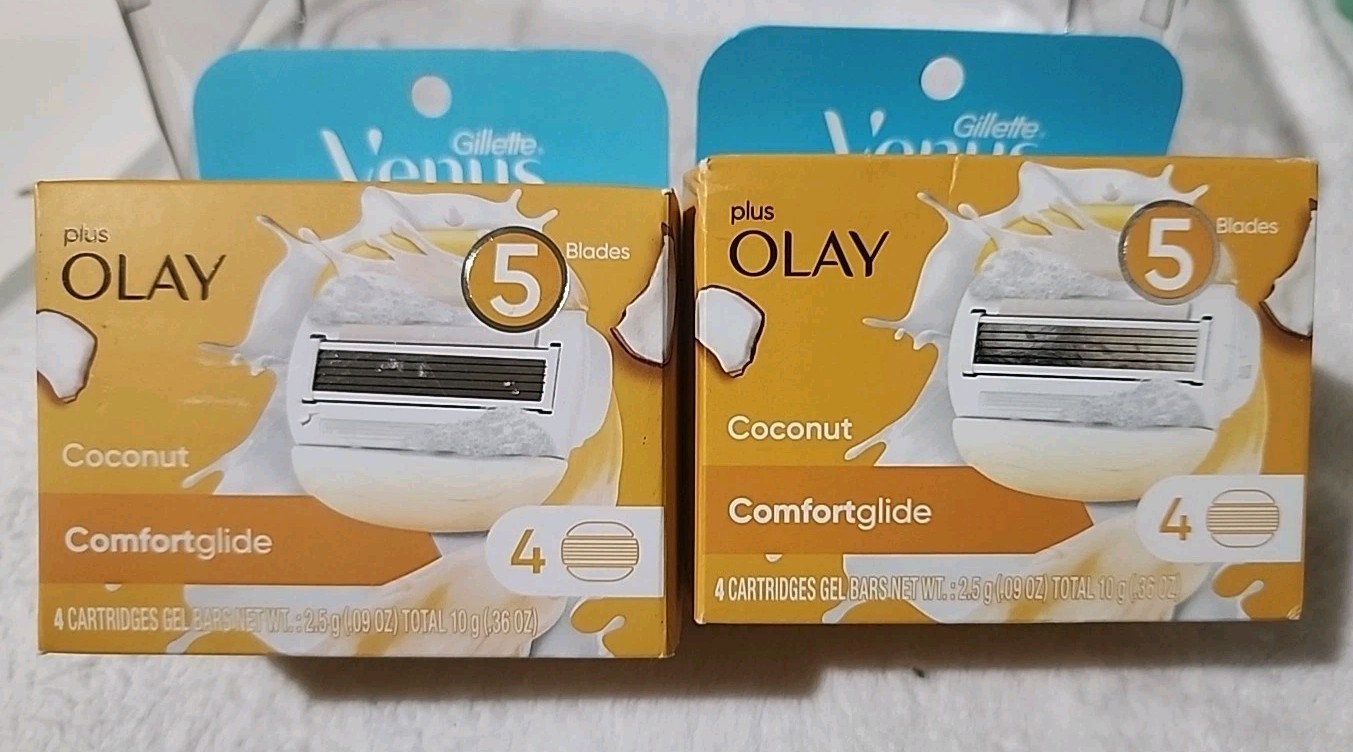 Gillette
Venus
plus
OLAY
5 Blades
Coconut
Comfortglide
4
4 CARTRIDGES GEL BARS NET WT. : 2.5 g (.09 OZ) TOTAL 10 g (.36 OZ)
Gillette
Venus
plus
OLAY
5 Blades
Coconut
Comfortglide
4
4 CARTRIDGES GEL BARS NET WT. : 2.5 g (.09 OZ) TOTAL 10 g (.36 OZ)